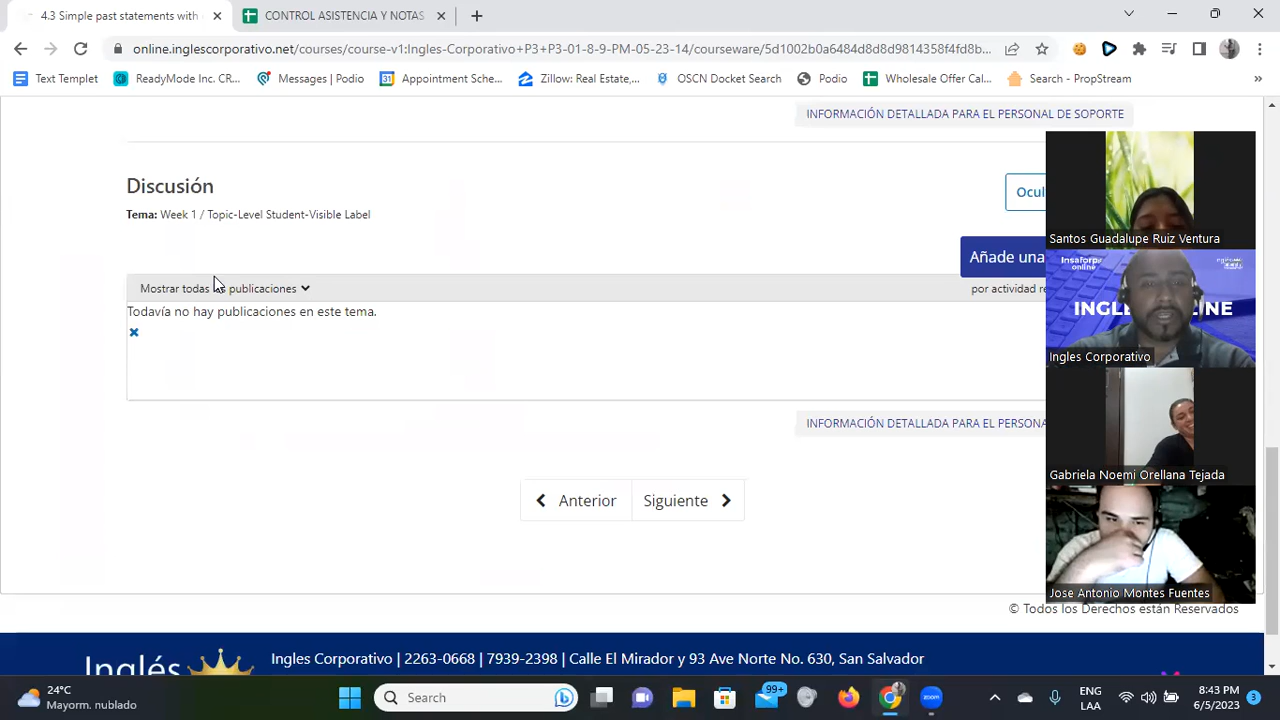 4.3 Simple past statements with
CONTROL ASISTENCIA Y NOTAS
online.inglescorporativo.net/courses/course-v1:Ingles-Corporativo+P3+P3-01-8-9-PM-05-23-14/courseware/5d1002b0a6484d8d8d9814358f4fd8b...
Text Templet
ReadyMode Inc. CR...
Messages | Podio
Appointment Sche...
Zillow: Real Estate,...
OSCN Docket Search
Podio
Wholesale Offer Cal...
Search - PropStream
INFORMACIÓN DETALLADA PARA EL PERSONAL DE SOPORTE
Discusión
Ocul
Tema: Week 1 / Topic-Level Student-Visible Label
Añade una
Mostrar todas publicaciones
por actividad re
Todavía no hay publicaciones en este tema.
INFORMACIÓN DETALLADA PARA EL PERSONA
Anterior
Siguiente
Santos Guadalupe Ruiz Ventura
Insaforp online
INGL
LINE
Ingles Corporativo
Gabriela Noemi Orellana Tejada
Jose Antonio Montes Fuentes
© Todos los Derechos están Reservados
Inglés
Ingles Corporativo | 2263-0668 | 7939-2398 | Calle El Mirador y 93 Ave Norte No. 630, San Salvador
24°C
Mayorm. nublado
Search
99+
zoom
ENG
LAA
8:43 PM
6/5/2023
3